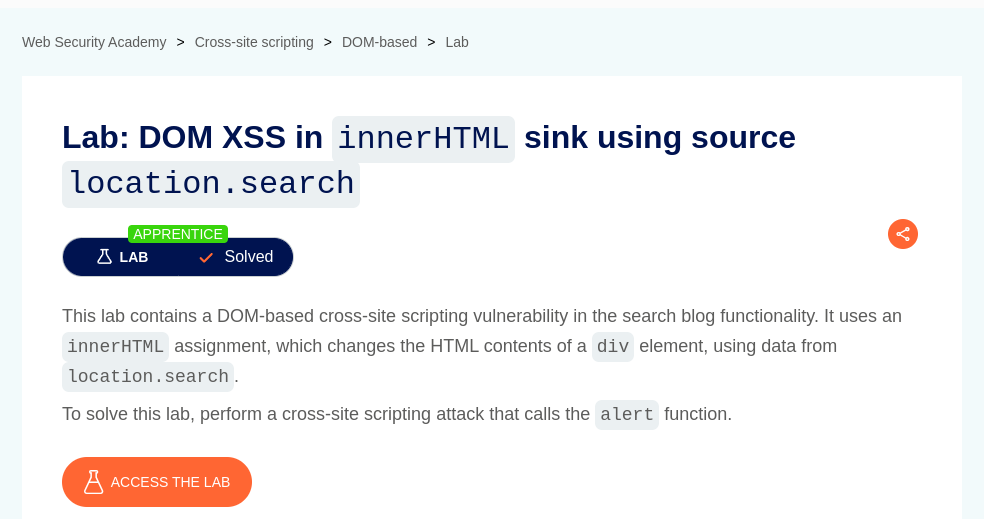 Web Security Academy > Cross-site scripting > DOM-based > Lab
Lab: DOM XSS in innerHTML sink using source
location.search
APPRENTICE
LAB Solved
This lab contains a DOM-based cross-site scripting vulnerability in the search blog functionality. It uses an
innerHTML assignment, which changes the HTML contents of a div element, using data from
location.search.
To solve this lab, perform a cross-site scripting attack that calls the alert function.
ACCESS THE LAB